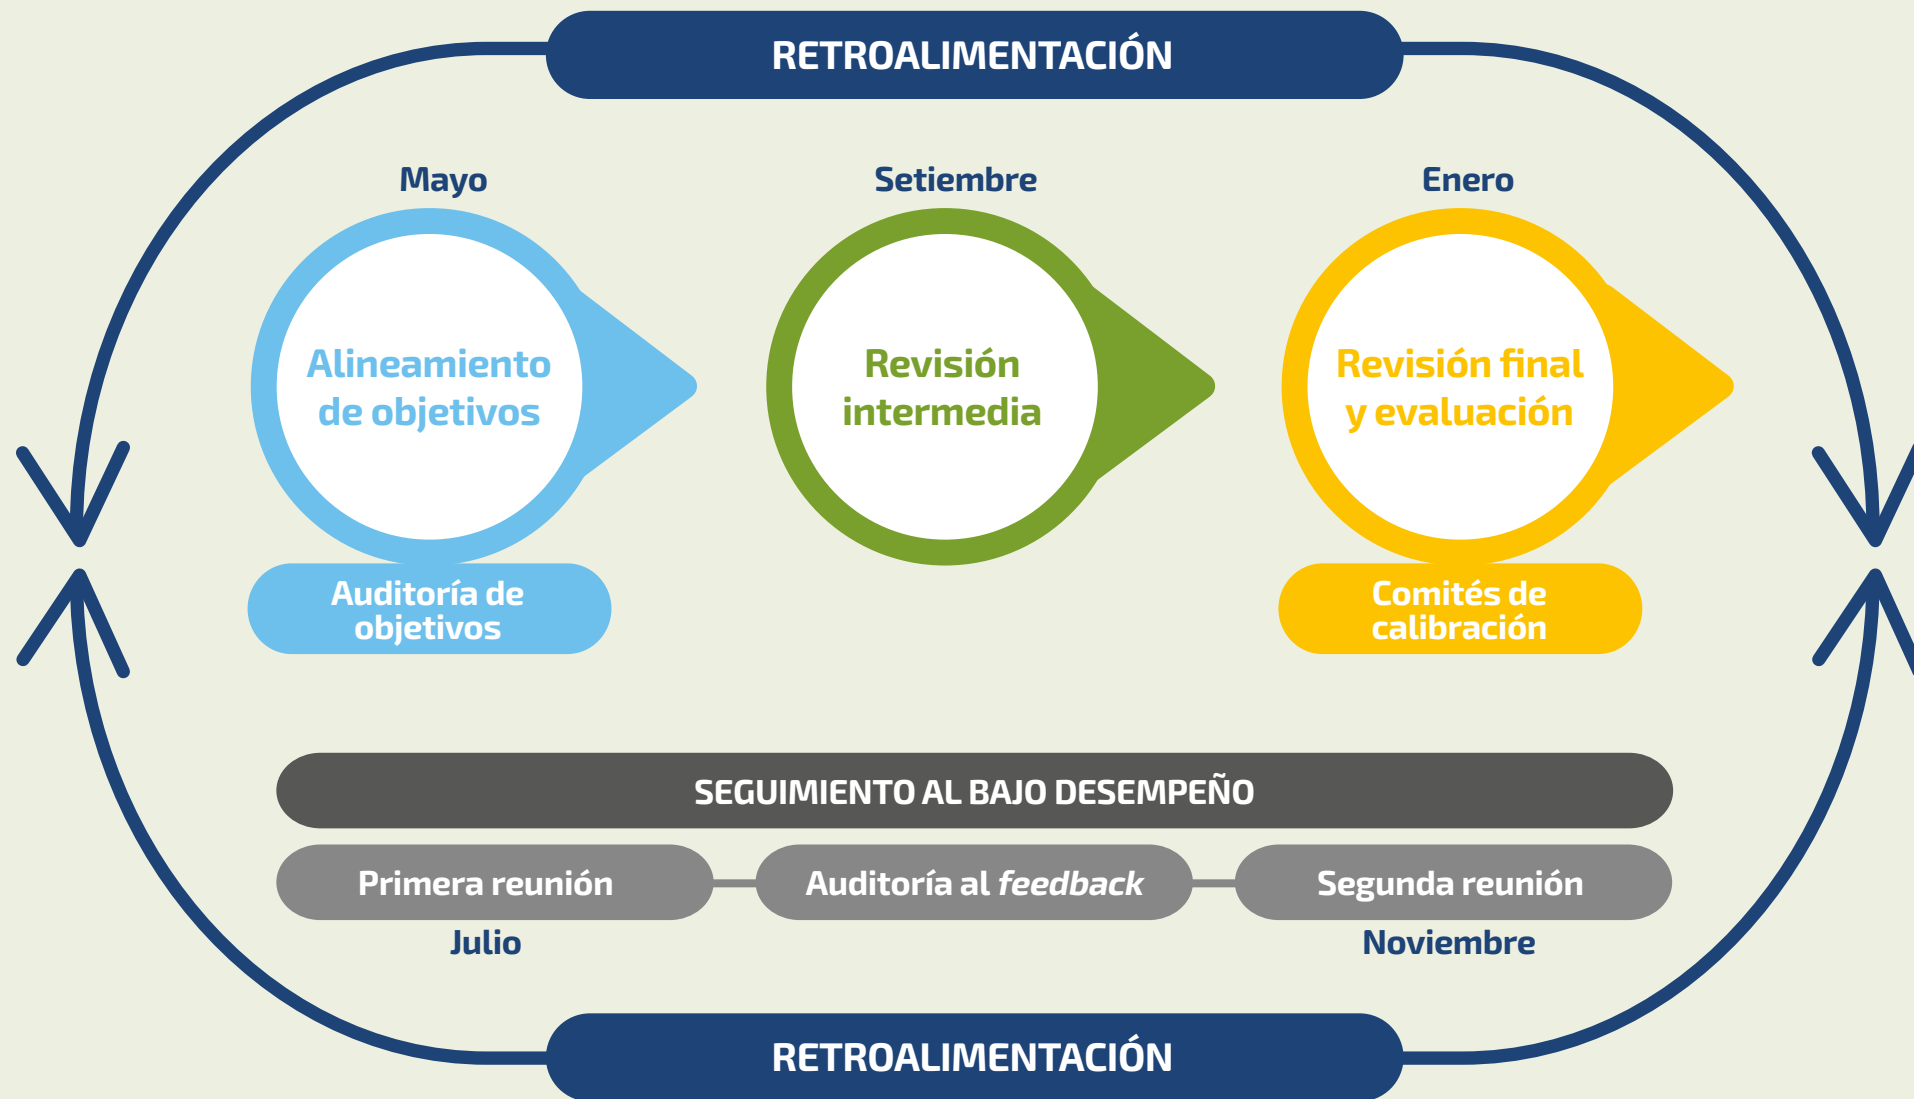 RETROALIMENTACIÓN
Mayo
Setiembre
Enero
Alineamiento
de objetivos
Revisión
intermedia
Revisión final
y evaluación
Auditoría de
objetivos
Comités de
calibración
SEGUIMIENTO AL BAJO DESEMPEÑO
Primera reunión
Auditoría al feedback
Segunda reunión
Julio
Noviembre
RETROALIMENTACIÓN